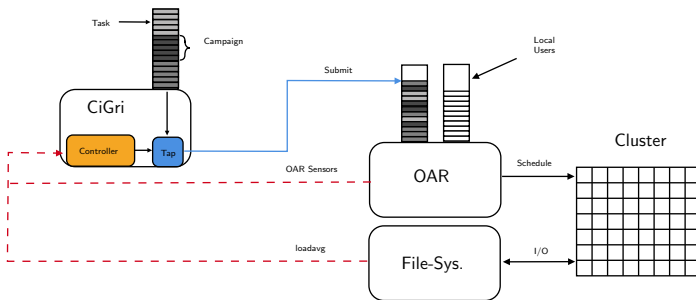 Task
Campaign
Local
Users
Submit
CiGri
Controller
Tap
Cluster
OAR Sensors
OAR
Schedule
loadavg
File-Sys.
I/O